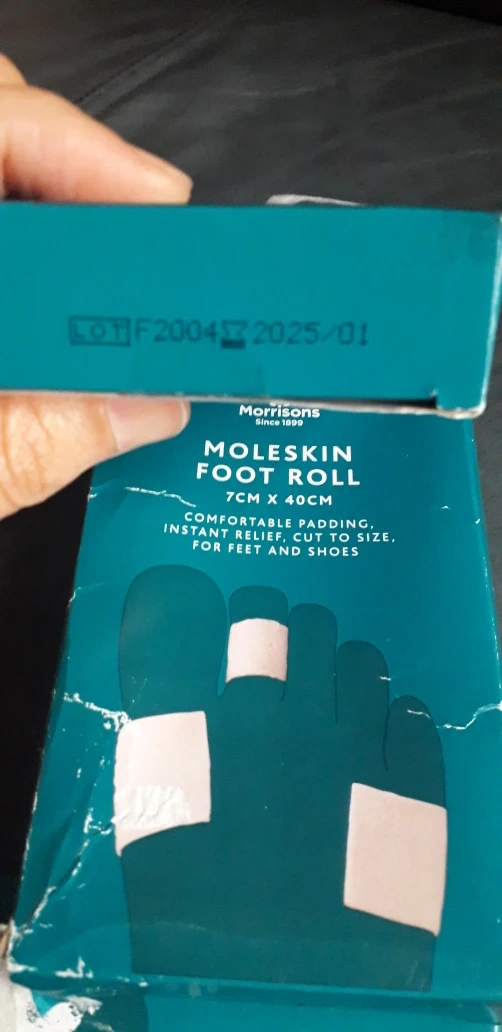 LOT F2004 2025/01
Morrisons
Since 1899
MOLESKIN
FOOT ROLL
7CM X 40CM
COMFORTABLE PADDING,
INSTANT RELIEF, CUT TO SIZE,
FOR FEET AND SHOES